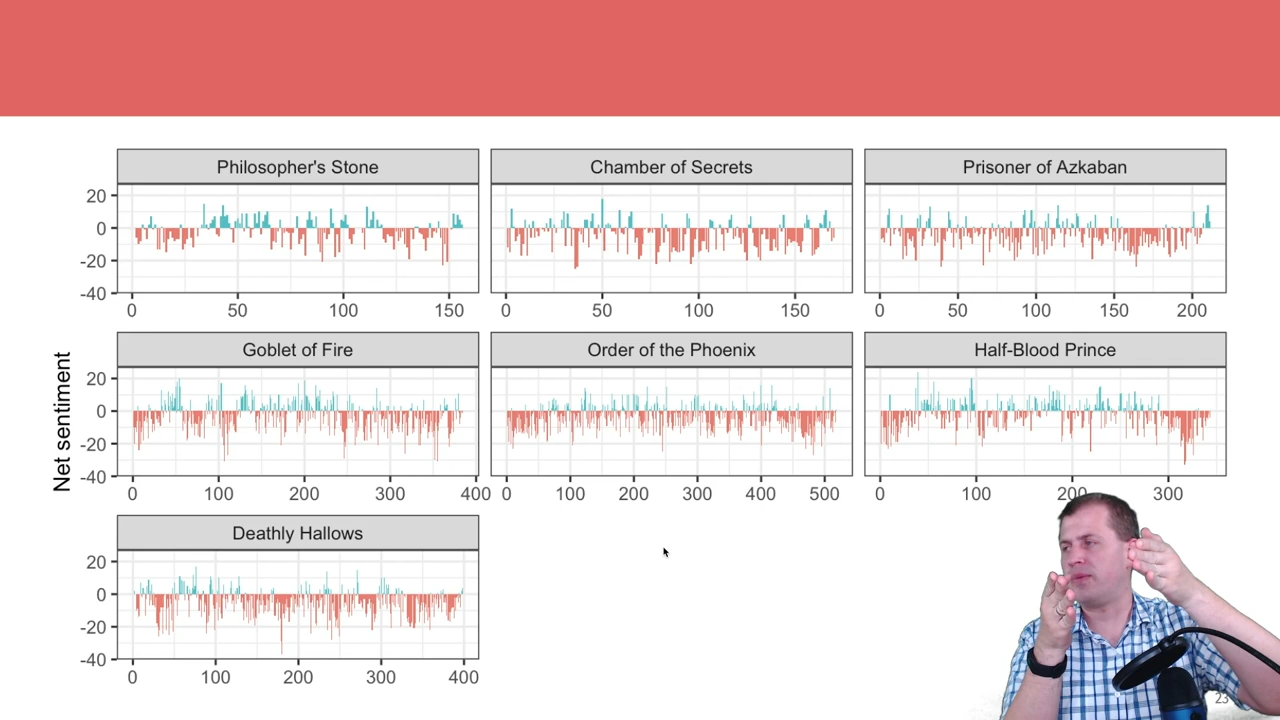 Philosopher's Stone
Chamber of Secrets
Prisoner of Azkaban
20
0
-20
-40
0 50 100 150
0 50 100 150
0 50 100 150 200
Goblet of Fire
Order of the Phoenix
Half-Blood Prince
Net sentiment
20
0
-20
-40
0 100 200 300 400
0 100 200 300 400 500
0 100 200 300
Deathly Hallows
20
0
-20
-40
0 100 200 300 400
23